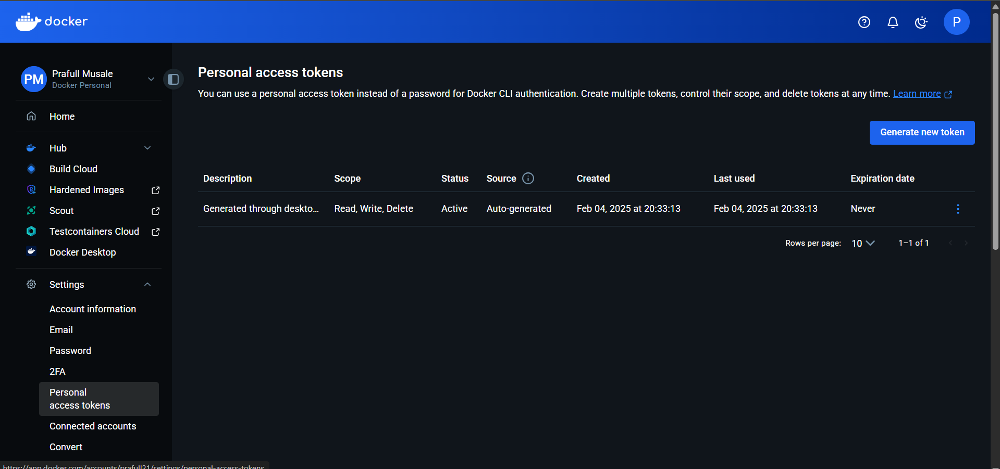 docker
P
PM
Prafull Musale
Docker Personal
Home
Hub
Build Cloud
Hardened Images
Scout
Testcontainers Cloud
Docker Desktop
Settings
Account information
Email
Password
2FA
Personal
access tokens
Connected accounts
Convert
Personal access tokens
You can use a personal access token instead of a password for Docker CLI authentication. Create multiple tokens, control their scope, and delete tokens at any time. Learn more
Generate new token
Description Scope Status Source Created Last used Expiration date
Generated through deskto... Read, Write, Delete Active Auto-generated Feb 04, 2025 at 20:33:13 Feb 04, 2025 at 20:33:13 Never
Rows per page: 10 1–1 of 1
https://app.docker.com/accounts/prafull21/settings/personal-access-tokens